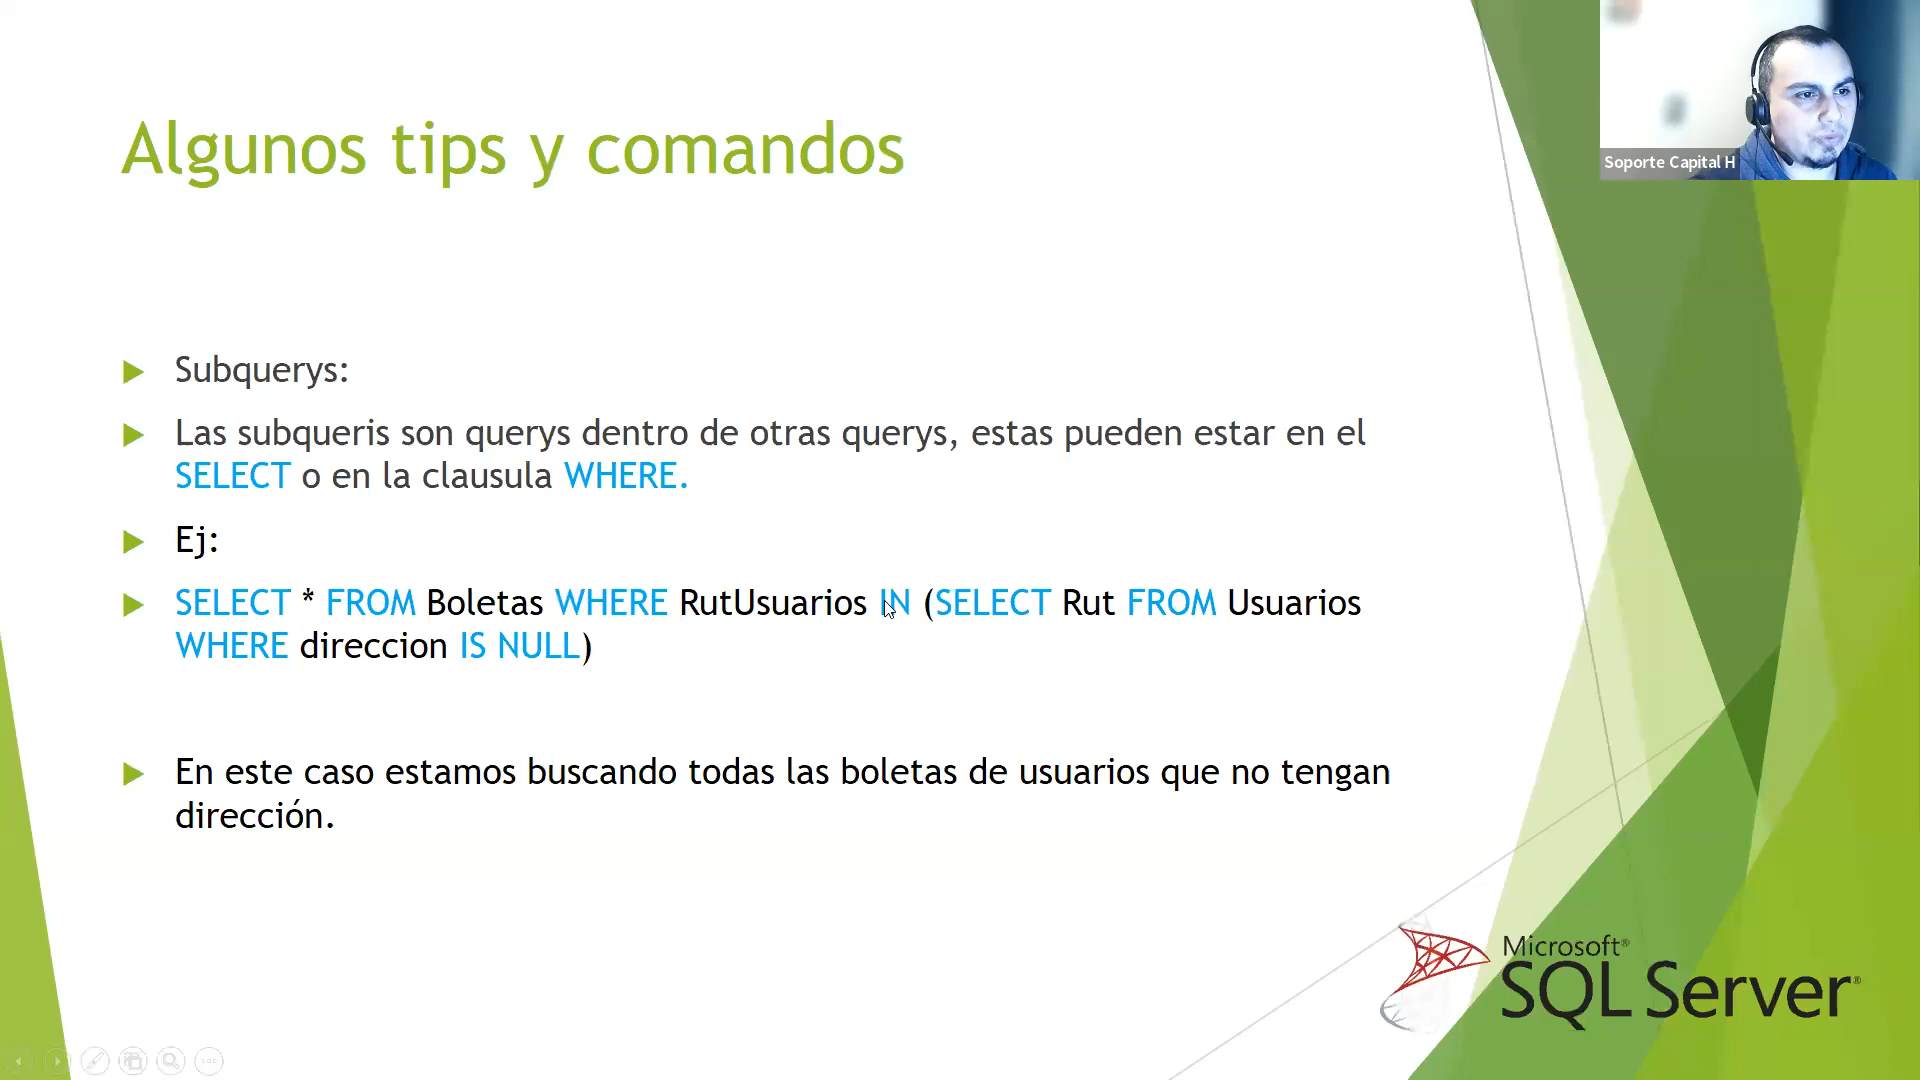 Soporte Capital H
Algunos tips y comandos
Subquerys:
Las subqueris son querys dentro de otras querys, estas pueden estar en el
SELECT o en la clausula WHERE.
Ej:
SELECT * FROM Boletas WHERE RutUsuarios IN (SELECT Rut FROM Usuarios
WHERE direccion IS NULL)
En este caso estamos buscando todas las boletas de usuarios que no tengan
dirección.
Microsoft®
SQL Server®